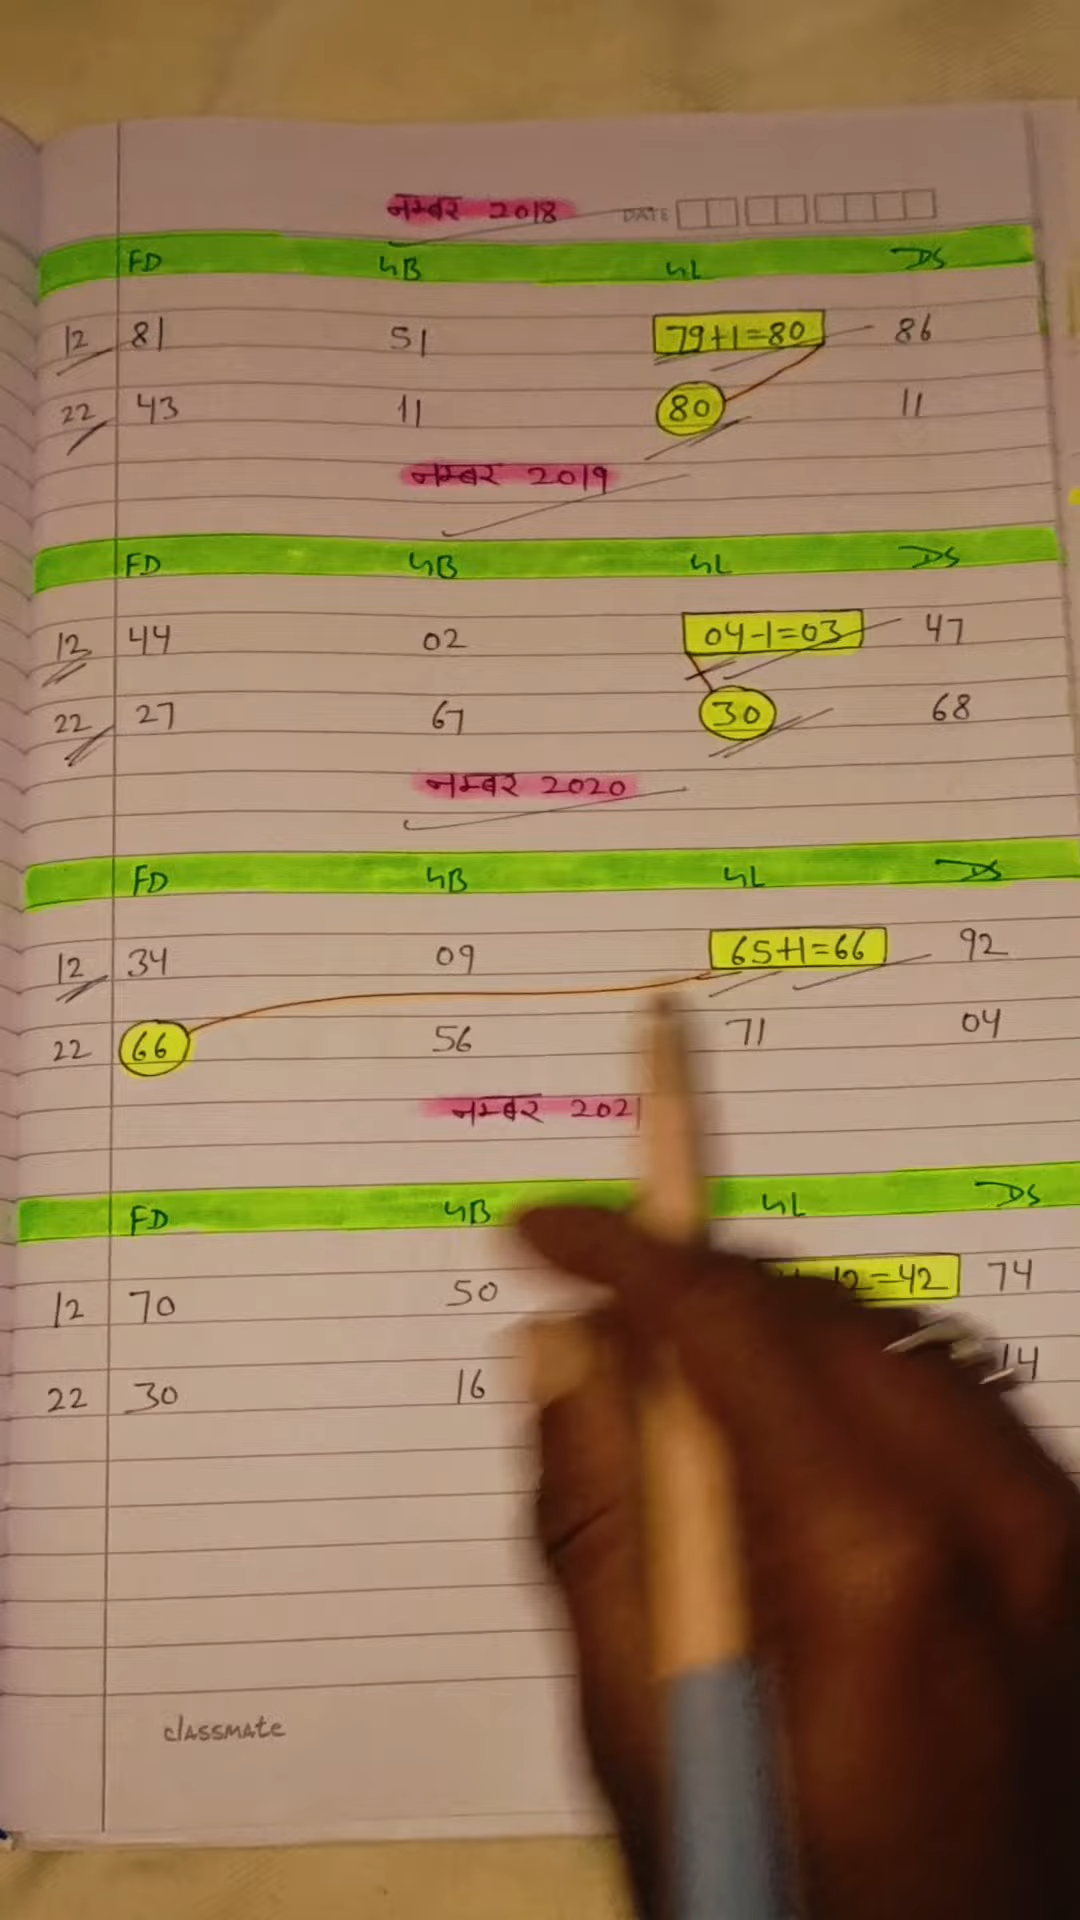 नम्बर 2018 DATE
FD GB GL DS
12 81 51 79+1=80 86
22 43 11 80 11
नम्बर 2019
FD GB GL DS
12 44 02 04-1=03 47
22 27 67 30 68
नम्बर 2020
FD GB GL DS
12 34 09 65+1=66 92
22 66 56 71 04
नम्बर 2021
FD GB GL DS
12 70 50 12=42 74
22 30 16 14
classmate